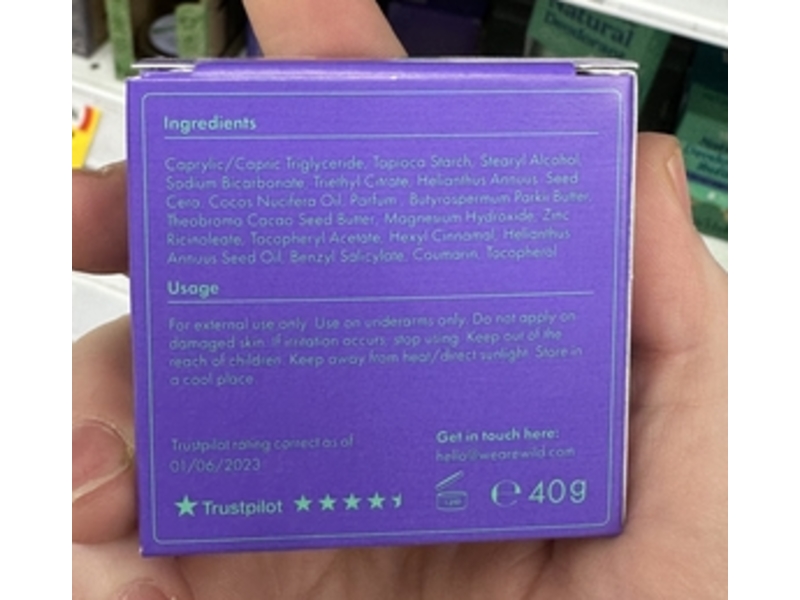 Natural
Deodorant
Ingredients
Caprylic/Capric Triglyceride, Tapioca Starch, Stearyl Alcohol,
Sodium Bicarbonate, Triethyl Citrate, Helianthus Annuus Seed
Cera, Cocos Nucifera Oil, Parfum, Butyrospermum Parkii Butter,
Theobroma Cacao Seed Butter, Magnesium Hydroxide, Zinc
Ricinoleate, Tocopheryl Acetate, Hexyl Cinnamal, Helianthus
Annuus Seed Oil, Benzyl Salicylate, Coumarin, Tocopherol
Usage
For external use only. Use on underarms only. Do not apply on
damaged skin. If irritation occurs, stop using. Keep out of the
reach of children. Keep away from heat/direct sunlight. Store in
a cool place.
Trustpilot rating correct as of
01/06/2023
Trustpilot
Get in touch here:
hello@wearewild.com
℮ 40g